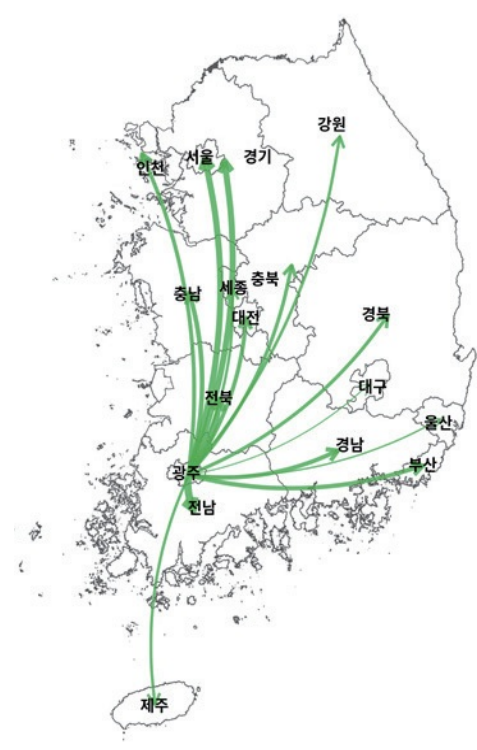 강원
서울
경기
인천
충북
세종
충남
대전
경북
대구
전북
울산
경남
부산
광주
전남
제주